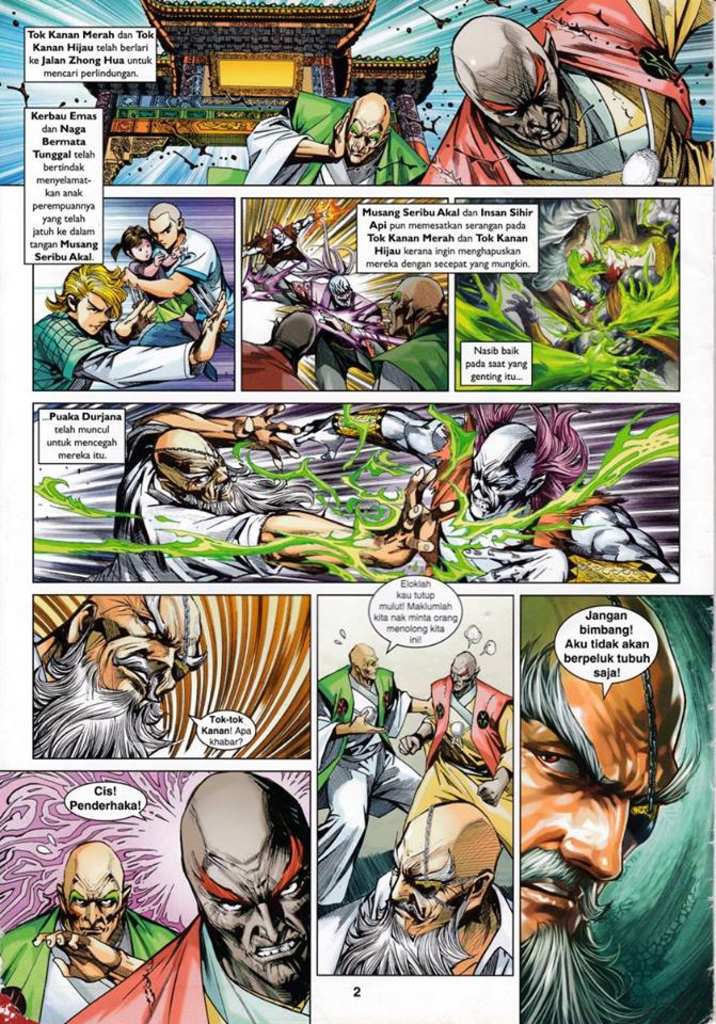 Tok Kanan Merah dan Tok
Kanan Hijau telah berlari
ke Jalan Zhong Hua untuk
mencari perlindungan.
Kerbau Emas
dan Naga
Bermata
Tunggal telah
bertindak
menyelamat-
kan anak
perempuannya
yang telah
jatuh ke dalam
tangan Musang
Seribu Akal.
Musang Seribu Akal dan Insan Sihir
Api pun memesatkan serangan pada
Tok Kanan Merah dan Tok Kanan
Hijau kerana ingin menghapuskan
mereka dengan secepat yang mungkin.
Nasib baik
pada saat yang
genting itu...
...Puaka Durjana
telah muncul
untuk mencegah
mereka itu.
Tok-tok
Kanan! Apa
khabar?
Eloklah
kau tutup
mulut! Maklumlah
kita nak minta orang
menolong kita
ini!
Jangan
bimbang!
Aku tidak akan
berpeluk tubuh
saja!
Cis!
Penderhaka!
2